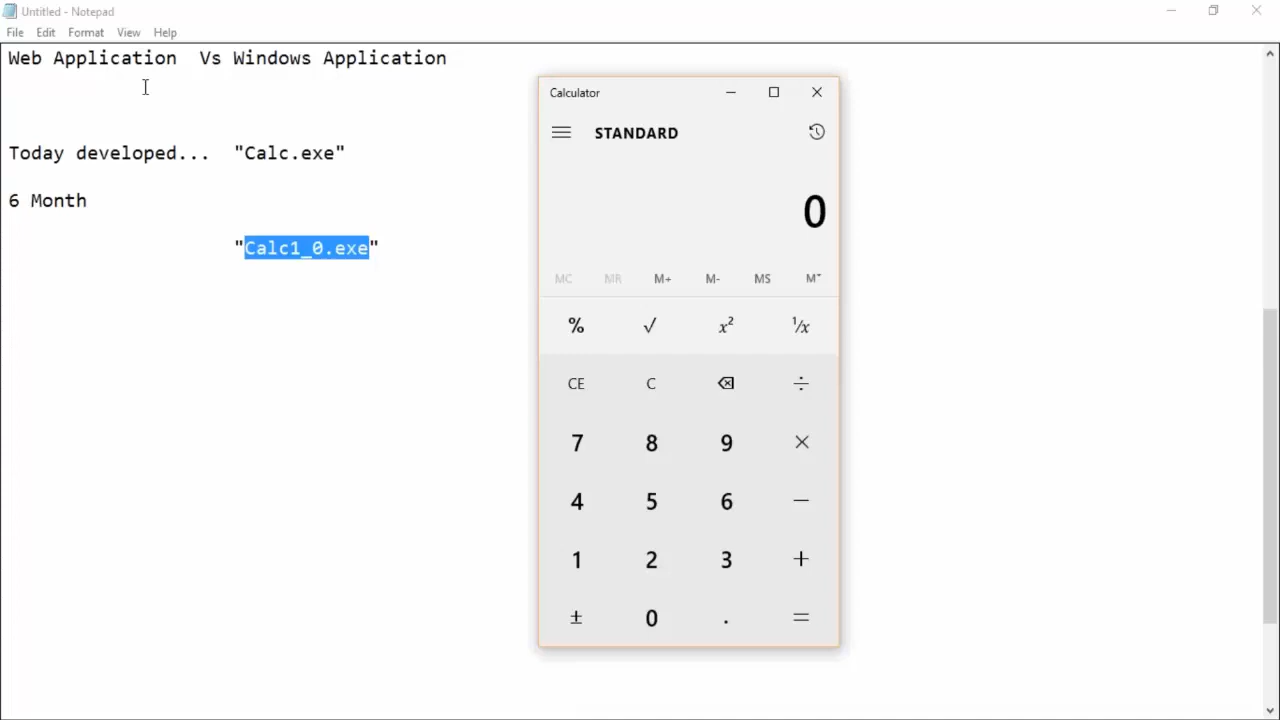 Untitled - Notepad
File Edit Format View Help
Web Application  Vs Windows Application
Today developed...  "Calc.exe"
6 Month
"Calc1_0.exe"
Calculator
STANDARD
0
MC MR M+ M- MS M˅
% √ x² ¹/x
CE C ÷
7 8 9 ×
4 5 6 −
1 2 3 +
± 0 . =